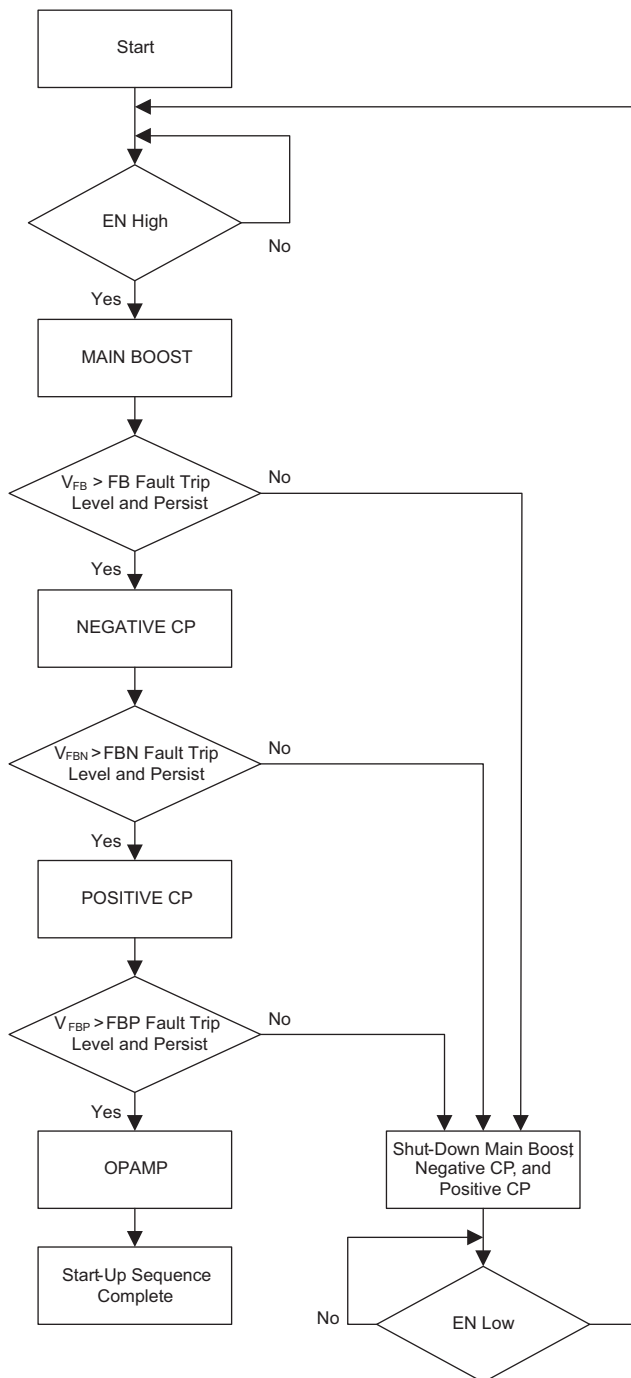 Start
EN High
No
Yes
MAIN BOOST
VFB > FB Fault Trip
Level and Persist
No
Yes
NEGATIVE CP
VFBN > FBN Fault Trip
Level and Persist
No
Yes
POSITIVE CP
VFBP > FBP Fault Trip
Level and Persist
No
Yes
OPAMP
Shut-Down Main Boost,
Negative CP, and
Positive CP
Start-Up Sequence
Complete
No
EN Low